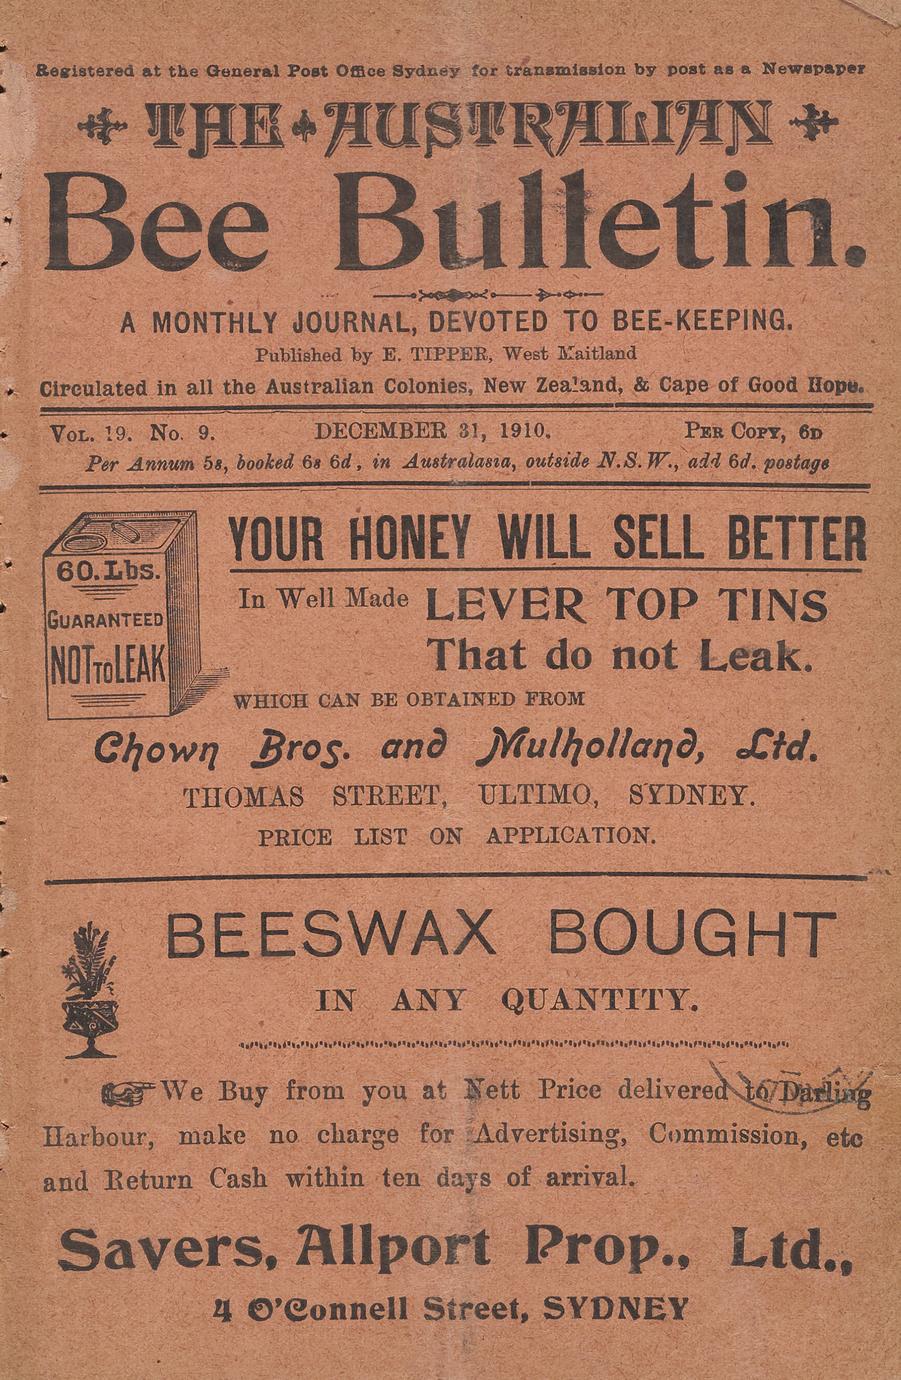 Registered at the General Post Office Sydney for transmission by post as a Newspaper
THE AUSTRALIAN
Bee Bulletin.
A MONTHLY JOURNAL, DEVOTED TO BEE-KEEPING.
Published by E. TIPPER, West Maitland
Circulated in all the Australian Colonies, New Zealand, & Cape of Good Hope.
VOL. 19. No. 9. DECEMBER 31, 1910. PER COPY, 6D
Per Annum 5s, booked 6s 6d, in Australasia, outside N.S.W., add 6d. postage
60.Lbs.
GUARANTEED
NOT TO LEAK
YOUR HONEY WILL SELL BETTER
In Well Made LEVER TOP TINS
That do not Leak.
WHICH CAN BE OBTAINED FROM
Chown Bros. and Mulholland, Ltd.
THOMAS STREET, ULTIMO, SYDNEY.
PRICE LIST ON APPLICATION.
BEESWAX BOUGHT
IN ANY QUANTITY.
We Buy from you at Nett Price delivered to Darling
Harbour, make no charge for Advertising, Commission, etc
and Return Cash within ten days of arrival.
Savers, Allport Prop., Ltd.,
4 O'Connell Street, SYDNEY